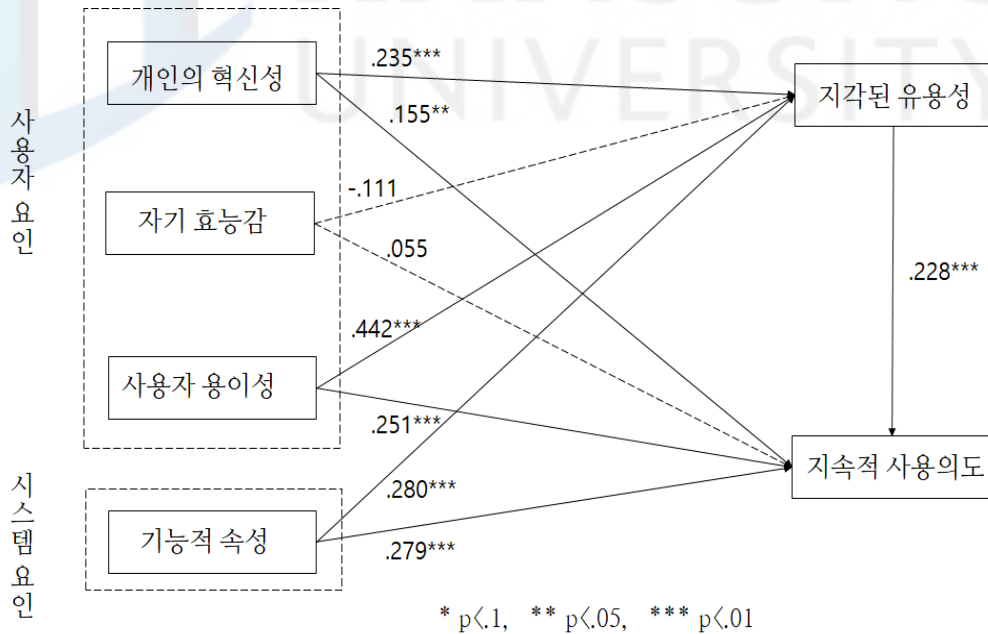 UNIVERSITY
개인의 혁신성
.235***
.155**
지각된 유용성
사용자 요인
자기 효능감
-.111
.055
.228***
사용자 용이성
.442***
.251***
지속적 사용의도
시스템 요인
기능적 속성
.280***
.279***
* p<.1, ** p<.05, *** p<.01